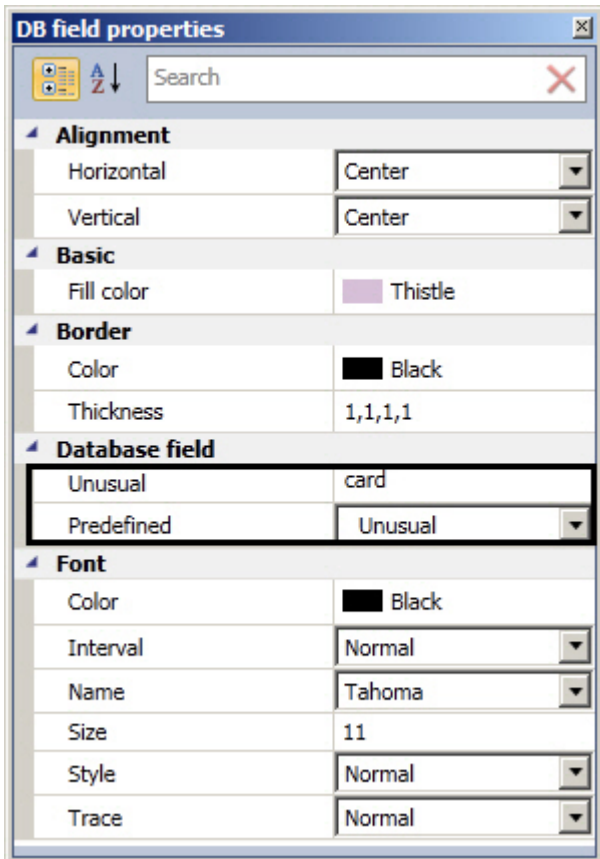 DB field properties
Search
Alignment
Horizontal Center
Vertical Center
Basic
Fill color Thistle
Border
Color Black
Thickness 1,1,1,1
Database field
Unusual card
Predefined Unusual
Font
Color Black
Interval Normal
Name Tahoma
Size 11
Style Normal
Trace Normal